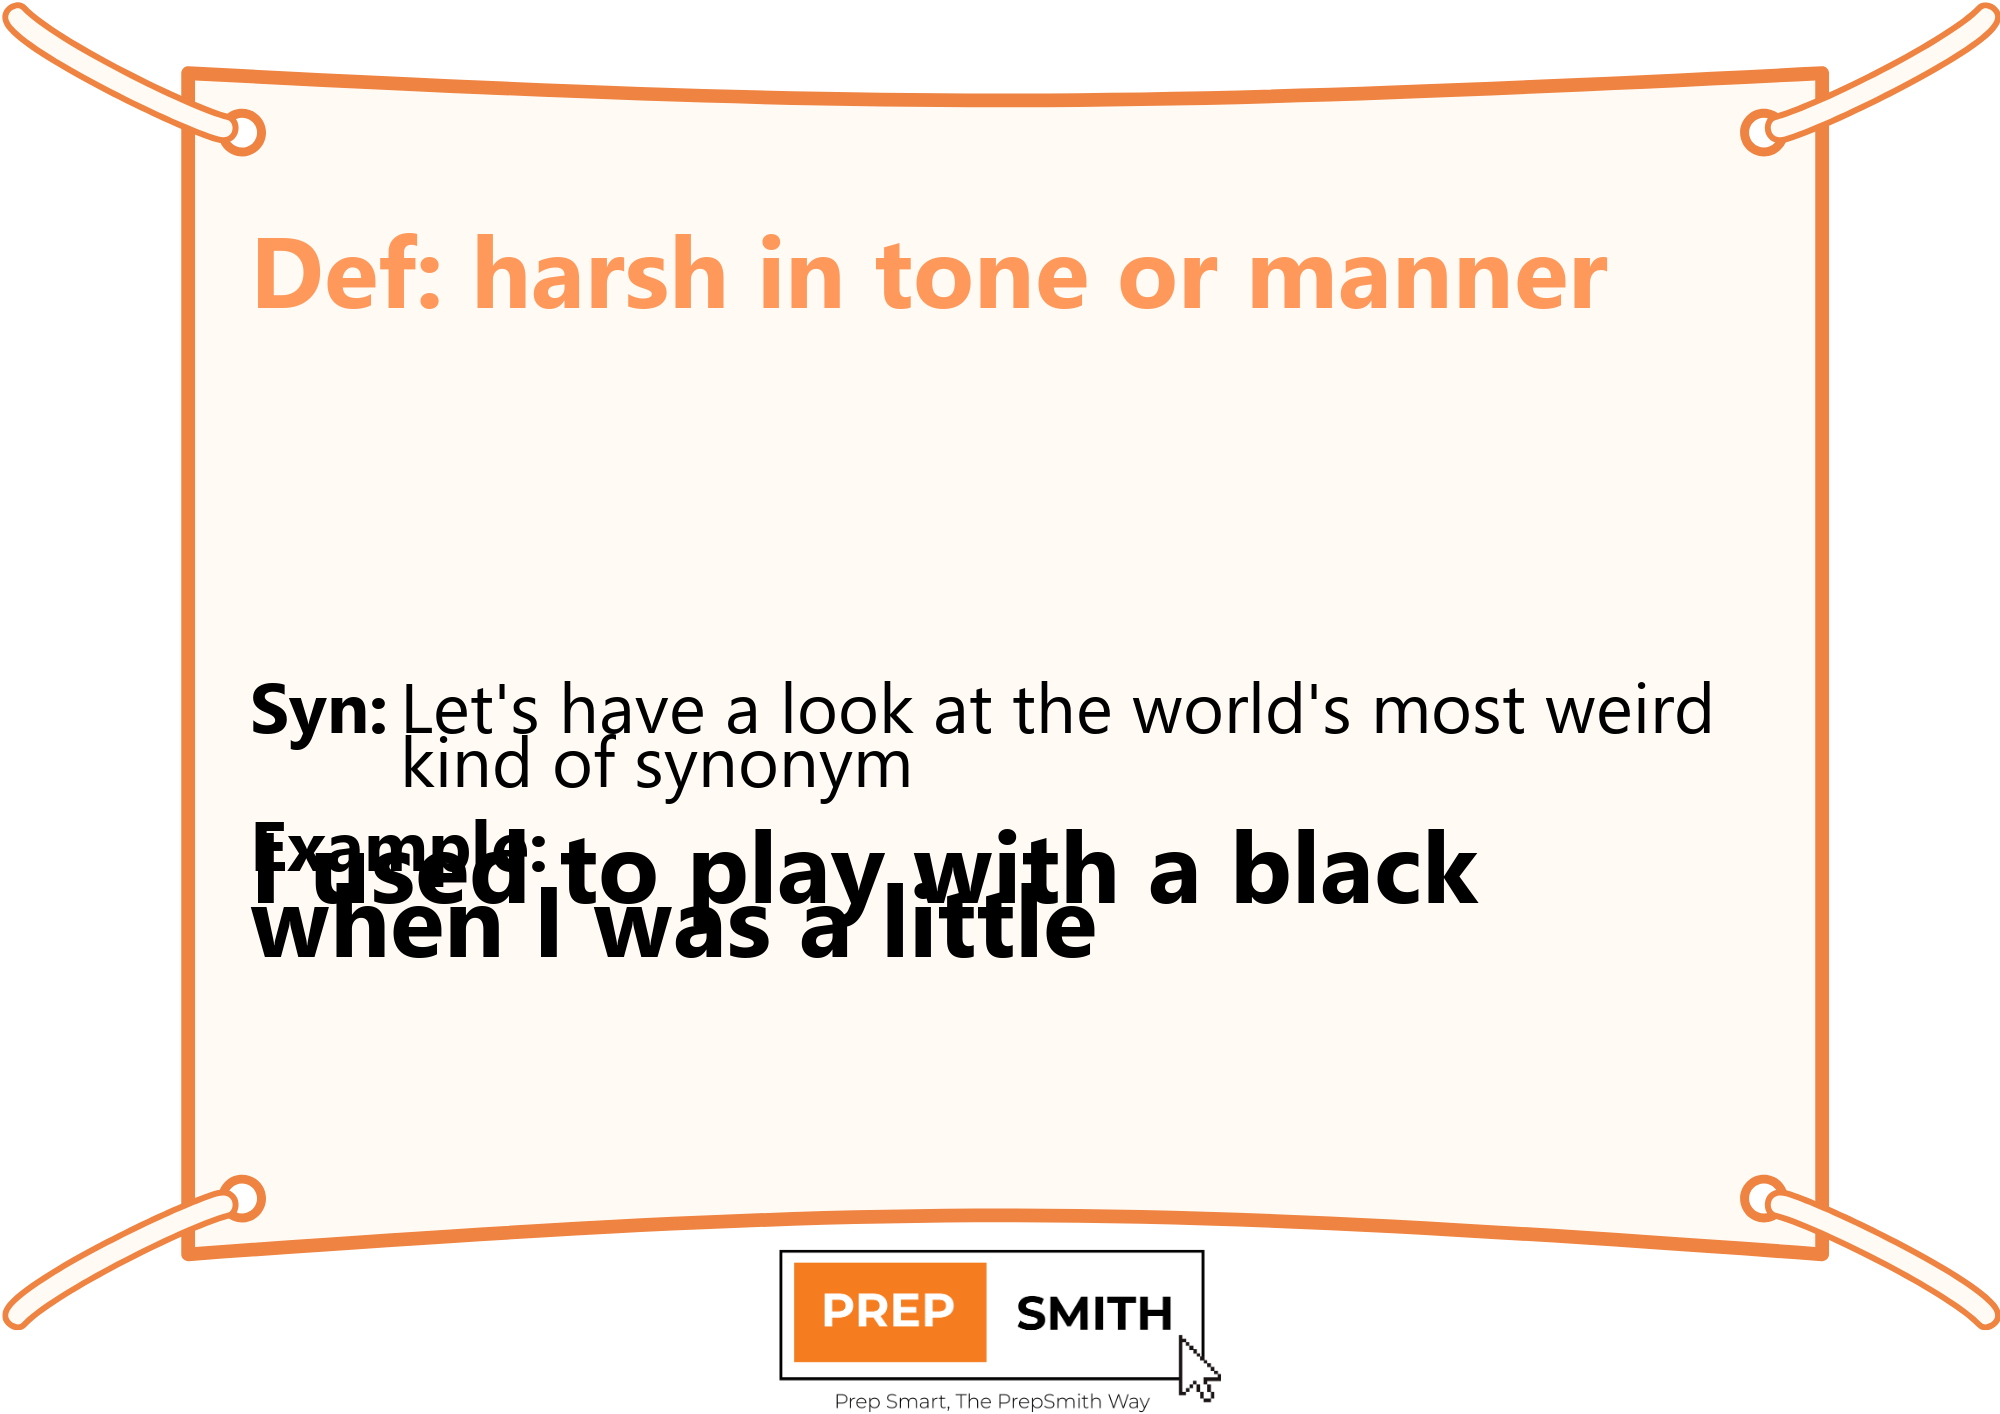 Def: harsh in tone or manner
Syn: Let's have a look at the world's most weird
kind of synonym
Example:
I used to play with a black
when I was a little
PREP SMITH
Prep Smart, The PrepSmith Way